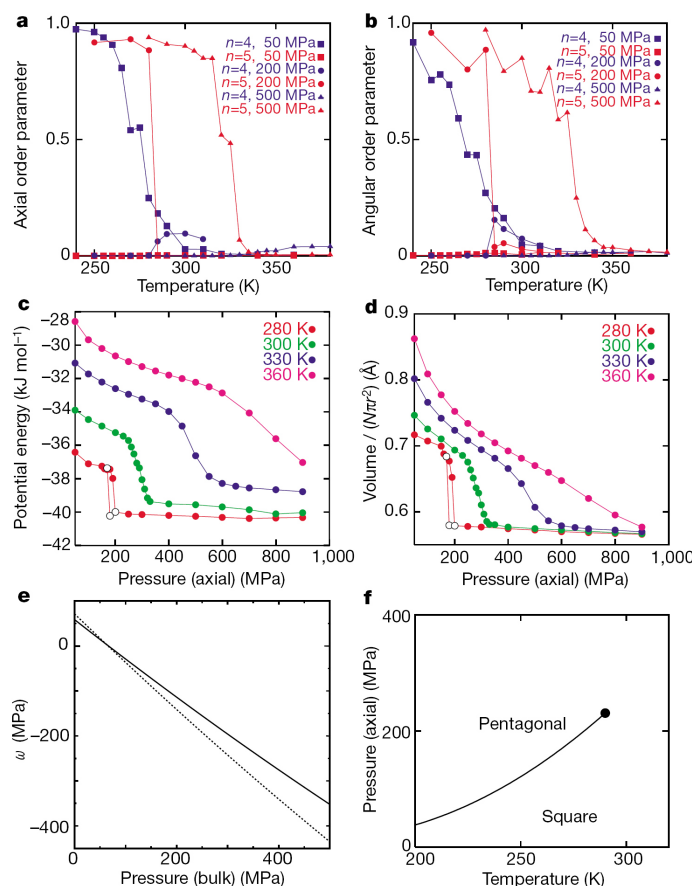 a
Axial order parameter
1.0
0.5
0
n=4, 50 MPa
n=5, 50 MPa
n=4, 200 MPa
n=5, 200 MPa
n=4, 500 MPa
n=5, 500 MPa
250 300 350
Temperature (K)
b
Angular order parameter
1.0
0.5
0
n=4, 50 MPa
n=5, 50 MPa
n=4, 200 MPa
n=5, 200 MPa
n=4, 500 MPa
n=5, 500 MPa
250 300 350
Temperature (K)
c
Potential energy (kJ mol⁻¹)
−28
−30
−32
−34
−36
−38
−40
−42
280 K
300 K
330 K
360 K
200 400 600 800 1,000
Pressure (axial) (MPa)
d
Volume / (Nπr²) (Å)
0.9
0.8
0.7
0.6
280 K
300 K
330 K
360 K
200 400 600 800 1,000
Pressure (axial) (MPa)
e
ω (MPa)
0
−200
−450
0 200 400
Pressure (bulk) (MPa)
f
Pressure (axial) (MPa)
400
200
0
Pentagonal
Square
200 250 300
Temperature (K)